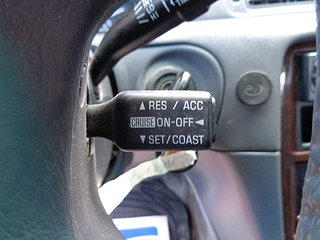 ▲ RES / ACC
CRUISE ON-OFF ◄
▼ SET/COAST